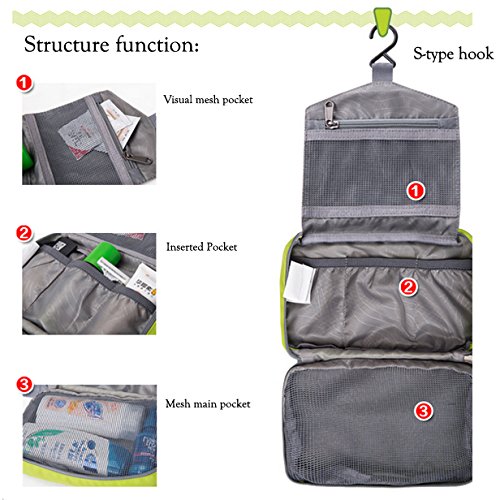 Structure function:
S-type hook
1
Visual mesh pocket
1
2
Inserted Pocket
2
3
Mesh main pocket
3